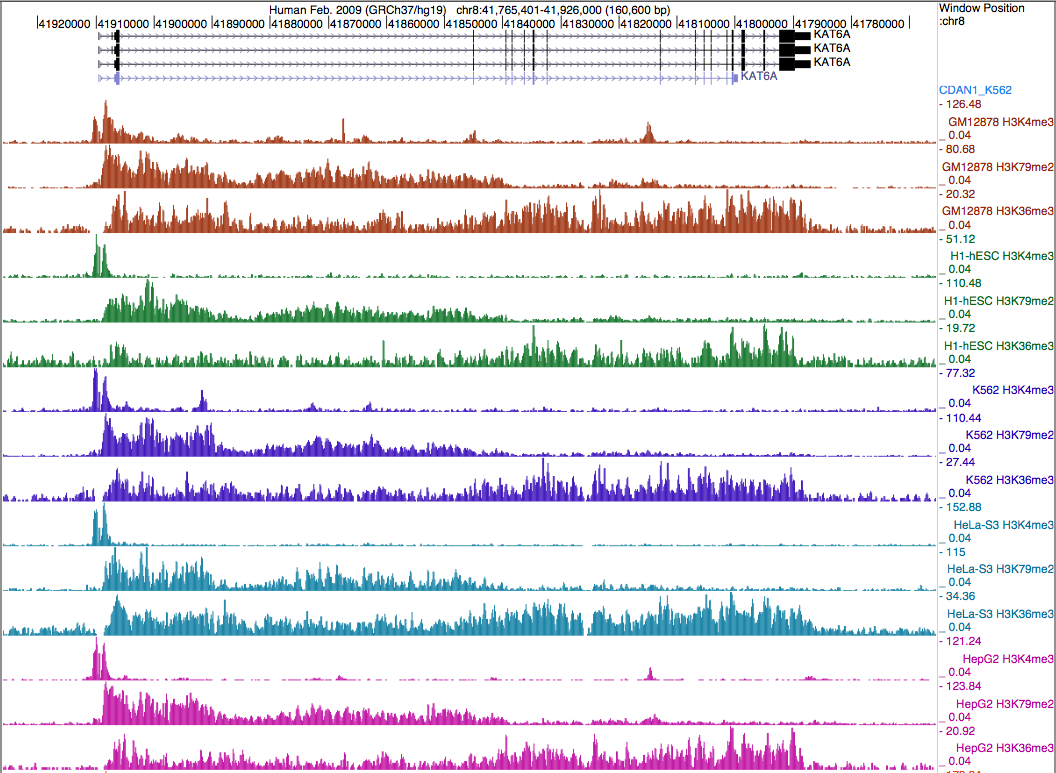 Human Feb. 2009 (GRCh37/hg19)   chr8:41,765,401-41,926,000 (160,600 bp)
Window Position
:chr8
41920000| 41910000| 41900000| 41890000| 41880000| 41870000| 41860000| 41850000| 41840000| 41830000| 41820000| 41810000| 41800000| 41790000| 41780000|
KAT6A
KAT6A
KAT6A
KAT6A
CDAN1_K562
- 126.48
GM12878 H3K4me3
_ 0.04
- 80.68
GM12878 H3K79me2
_ 0.04
- 20.32
GM12878 H3K36me3
_ 0.04
- 51.12
H1-hESC H3K4me3
_ 0.04
- 110.48
H1-hESC H3K79me2
_ 0.04
- 19.72
H1-hESC H3K36me3
_ 0.04
- 77.32
K562 H3K4me3
_ 0.04
- 110.44
K562 H3K79me2
_ 0.04
- 27.44
K562 H3K36me3
_ 0.04
- 152.88
HeLa-S3 H3K4me3
_ 0.04
- 115
HeLa-S3 H3K79me2
_ 0.04
- 34.36
HeLa-S3 H3K36me3
_ 0.04
- 121.24
HepG2 H3K4me3
_ 0.04
- 123.84
HepG2 H3K79me2
_ 0.04
- 20.92
HepG2 H3K36me3
_ 0.04